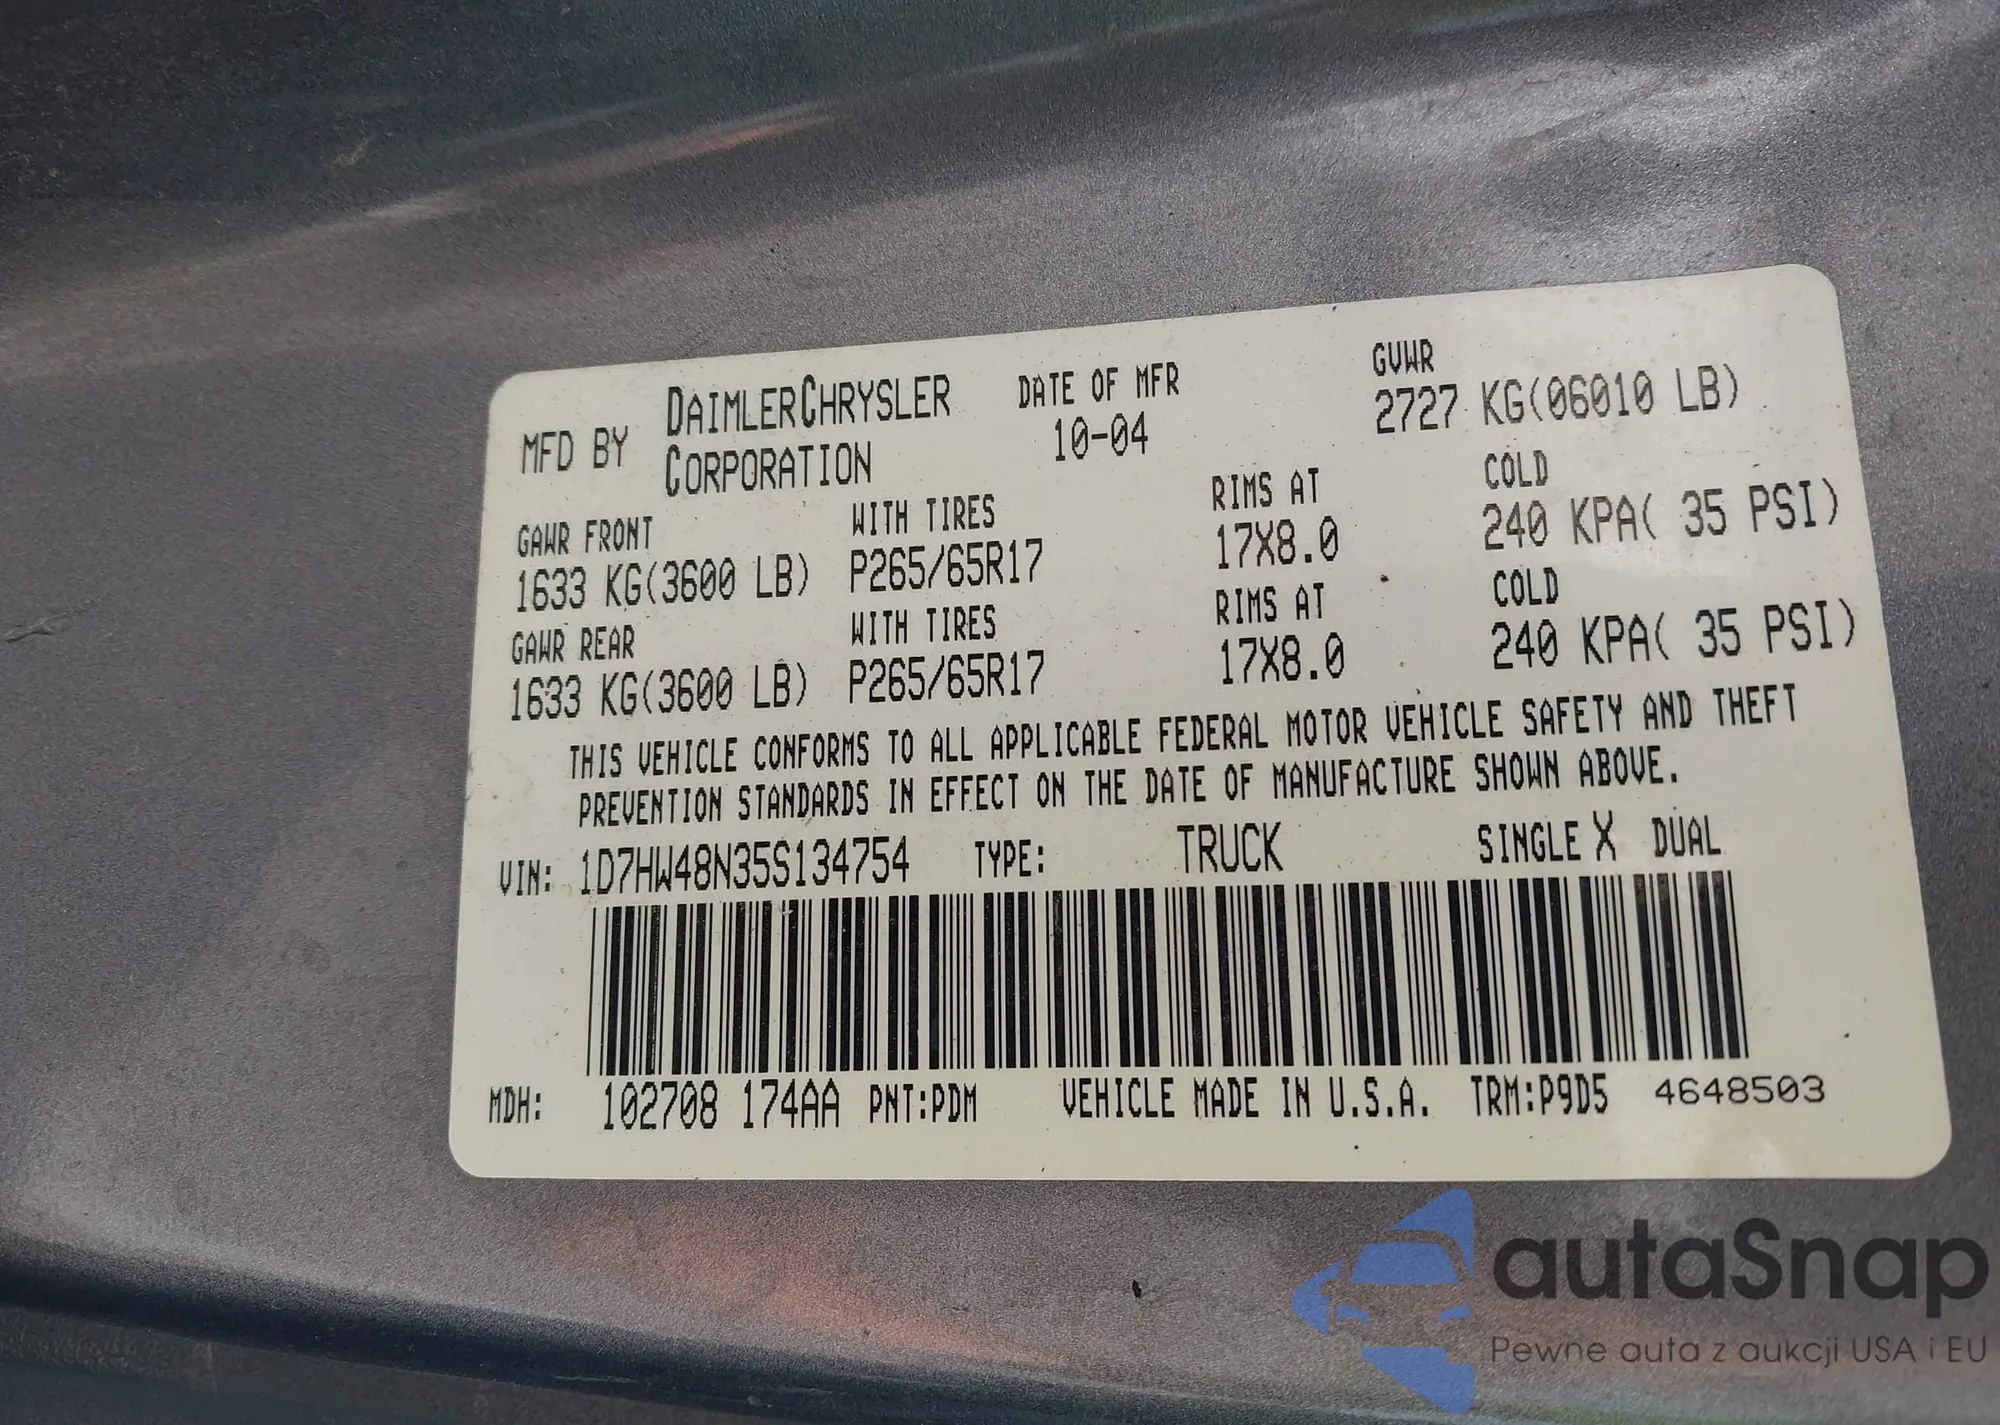 MFD BY DAIMLERCHRYSLER CORPORATION DATE OF MFR 10-04 GVWR 2727 KG(06010 LB)
GAWR FRONT WITH TIRES RIMS AT COLD
1633 KG(3600 LB) P265/65R17 17X8.0 240 KPA( 35 PSI)
GAWR REAR WITH TIRES RIMS AT COLD
1633 KG(3600 LB) P265/65R17 17X8.0 240 KPA( 35 PSI)
THIS VEHICLE CONFORMS TO ALL APPLICABLE FEDERAL MOTOR VEHICLE SAFETY AND THEFT
PREVENTION STANDARDS IN EFFECT ON THE DATE OF MANUFACTURE SHOWN ABOVE.
VIN: 1D7HW48N35S134754 TYPE: TRUCK SINGLE X DUAL
MDH: 102708 174AA PNT:PDM VEHICLE MADE IN U.S.A. TRM:P9D5 4648503
autaSnap
Pewne auta z aukcji USA i EU